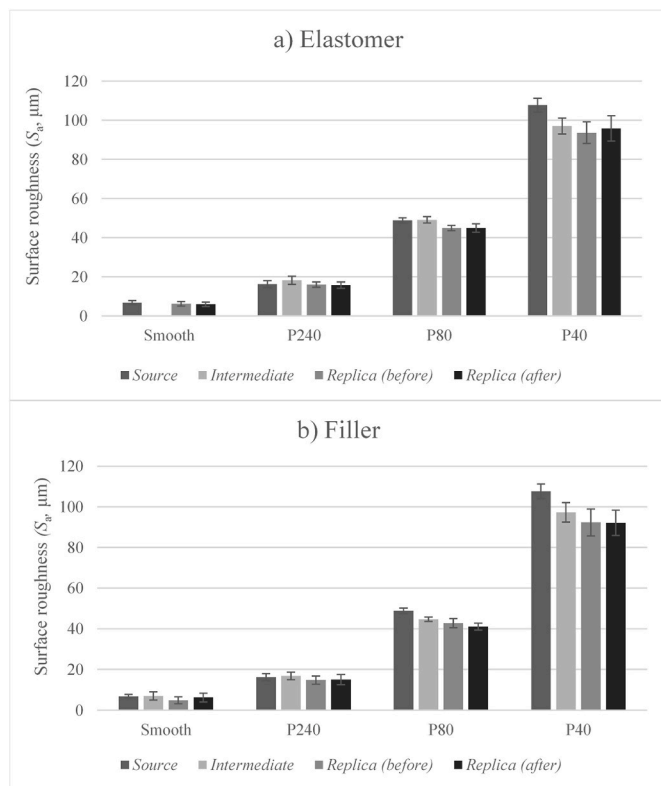 a) Elastomer
Surface roughness (Sa, μm)
120
100
80
60
40
20
0
Smooth P240 P80 P40
Source Intermediate Replica (before) Replica (after)
b) Filler
Surface roughness (Sa, μm)
120
100
80
60
40
20
0
Smooth P240 P80 P40
Source Intermediate Replica (before) Replica (after)